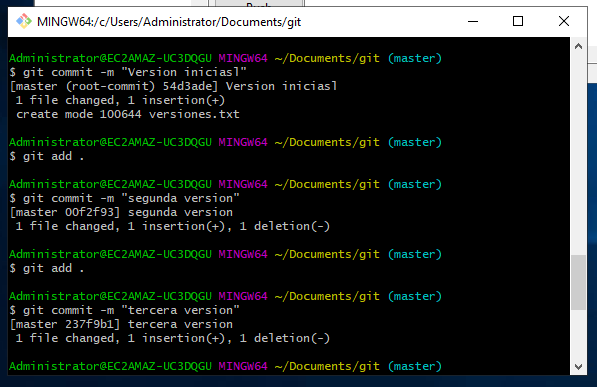 MINGW64:/c/Users/Administrator/Documents/git
Administrator@EC2AMAZ-UC3DQGU MINGW64 ~/Documents/git (master)
$ git commit -m "Version iniciasl"
[master (root-commit) 54d3ade] Version iniciasl
 1 file changed, 1 insertion(+)
 create mode 100644 versiones.txt
Administrator@EC2AMAZ-UC3DQGU MINGW64 ~/Documents/git (master)
$ git add .
Administrator@EC2AMAZ-UC3DQGU MINGW64 ~/Documents/git (master)
$ git commit -m "segunda version"
[master 00f2f93] segunda version
 1 file changed, 1 insertion(+), 1 deletion(-)
Administrator@EC2AMAZ-UC3DQGU MINGW64 ~/Documents/git (master)
$ git add .
Administrator@EC2AMAZ-UC3DQGU MINGW64 ~/Documents/git (master)
$ git commit -m "tercera version"
[master 237f9b1] tercera version
 1 file changed, 1 insertion(+), 1 deletion(-)
Administrator@EC2AMAZ-UC3DQGU MINGW64 ~/Documents/git (master)